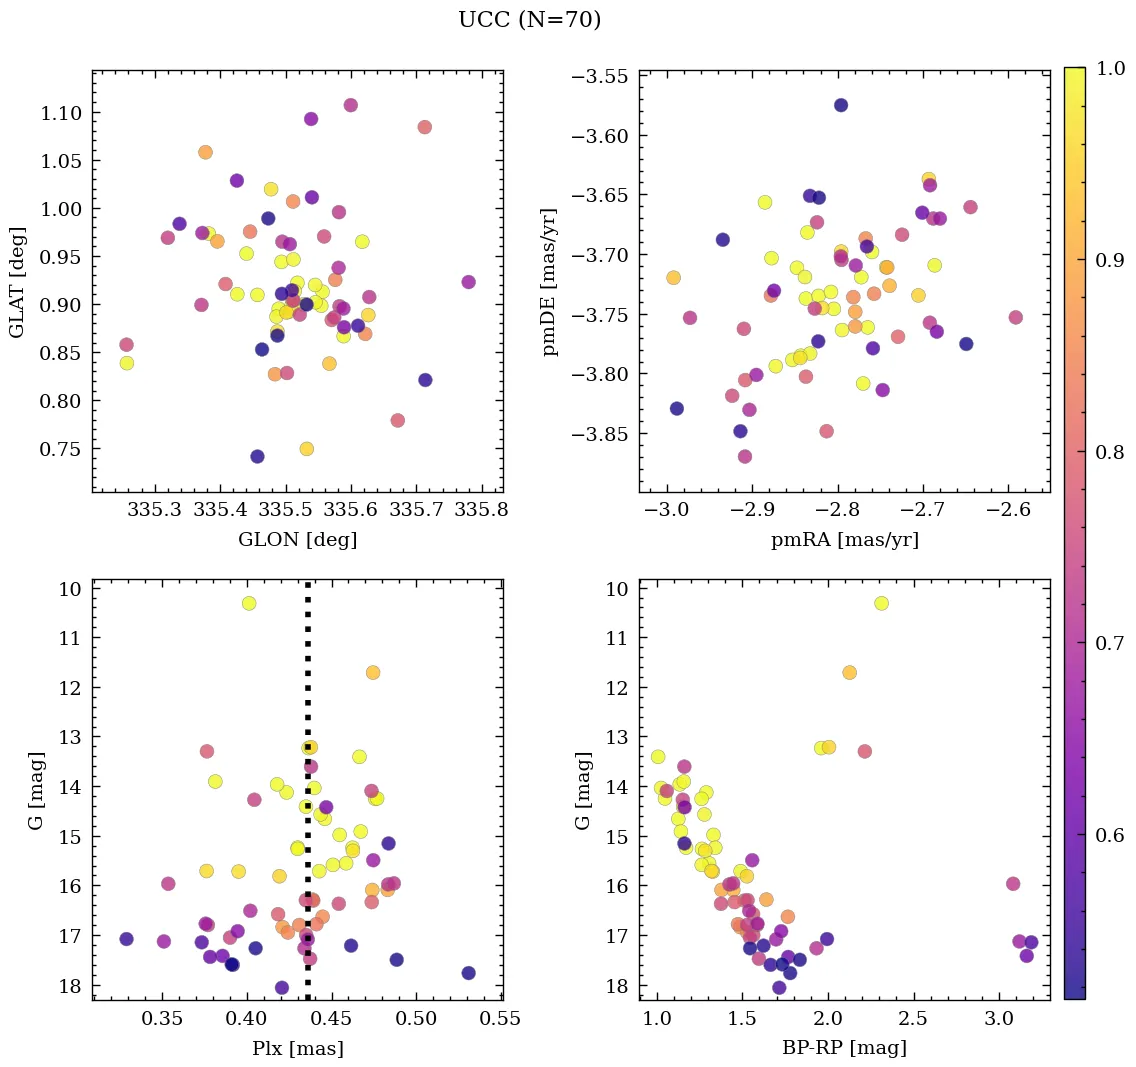 UCC (N=70)
1.10
1.05
1.00
0.95
0.90
0.85
0.80
0.75
GLAT [deg]
335.3 335.4 335.5 335.6 335.7 335.8
GLON [deg]
−3.55
−3.60
−3.65
−3.70
−3.75
−3.80
−3.85
pmDE [mas/yr]
−3.0 −2.9 −2.8 −2.7 −2.6
pmRA [mas/yr]
10
11
12
13
14
15
16
17
18
G [mag]
0.35 0.40 0.45 0.50 0.55
Plx [mas]
10
11
12
13
14
15
16
17
18
G [mag]
1.0 1.5 2.0 2.5 3.0
BP-RP [mag]
1.0
0.9
0.8
0.7
0.6